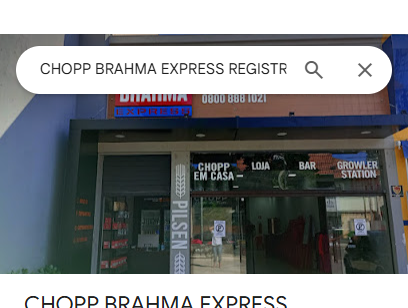 CHOPP BRAHMA EXPRESS REGISTR
BRAHMA
0800 888 1021
CHOPP
EM CASA
LOJA
BAR
GROWLER
STATION
PILSEN
CHOPP BRAHMA EXPRESS